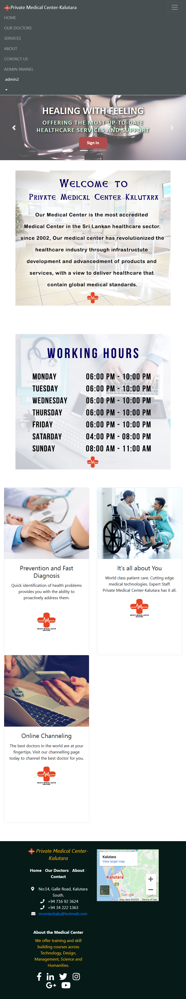 Private Medical Center-Kalutara
HOME
OUR DOCTORS
SERVICES
ABOUT
CONTACT US
ADMIN PANNEL
admin2
HEALING WITH FEELING
OFFERING THE MOST UP-TO-DATE
HEALTHCARE SERVICES AND SUPPORT
Sign In
Welcome to
Private Medical Center Kalutara
Our Medical Center is the most accredited
Medical Center in the Sri Lankan healthcare sector.
since 2002, Our medical center has revolutionized the
healthcare industry through infrastructute
development and advancedment of products and
services, with a view to deliver healthcare that
contain global medical standards.
WORKING HOURS
MONDAY 06:00 PM - 10:00 PM
TUESDAY 06:00 PM - 10:00 PM
WEDNESDAY 06:00 PM - 10:00 PM
THURSDAY 06:00 PM - 10:00 PM
FRIDAY 06:00 PM - 10:00 PM
SATARDAY 04:00 PM - 08:00 PM
SUNDAY 08:00 AM - 11:00 AM
Prevention and Fast
Diagnosis
Quick identification of health problems
provides you with the ability to
proactively address them.
PRIVATE MEDICAL CENTER
KALUTARA
It's all about You
World class patient care. Cutting edge
medical technologies. Expert Staff.
Private Medical Center-Kalutara has it all.
PRIVATE MEDICAL CENTER
KALUTARA
Online Channeling
The best doctors in the world are at your
fingertips. Visit our channelling page
today to channel the best doctor for you.
PRIVATE MEDICAL CENTER
KALUTARA
Private Medical Center-
Kalutara
Home Our Doctors About
Contact
No:14, Galle Road, Kalutara
South.
+94 716 92 3624
+94 34 222 1363
mcenterkalu@hotmail.com
About the Medical Center
We offer training and skill
building courses across
Technology, Design,
Management, Science and
Humanities.
Kalutara
View larger map
Kalutara
A2
Google
Map data ©2020 Terms of Use